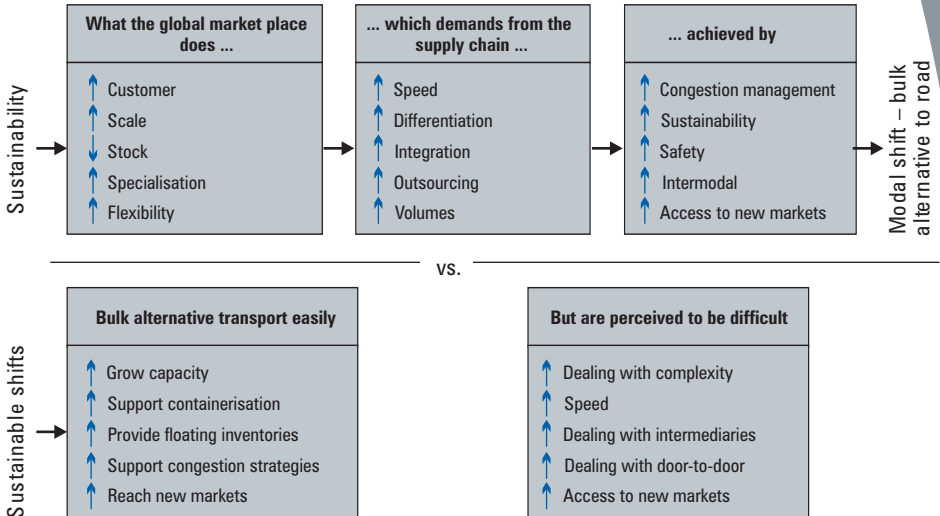 Sustainability
What the global market place
does ...
Customer
Scale
Stock
Specialisation
Flexibility
... which demands from the
supply chain ...
Speed
Differentiation
Integration
Outsourcing
Volumes
... achieved by
Congestion management
Sustainability
Safety
Intermodal
Access to new markets
Modal shift – bulk
alternative to road
vs.
Sustainable shifts
Bulk alternative transport easily
Grow capacity
Support containerisation
Provide floating inventories
Support congestion strategies
Reach new markets
But are perceived to be difficult
Dealing with complexity
Speed
Dealing with intermediaries
Dealing with door-to-door
Access to new markets